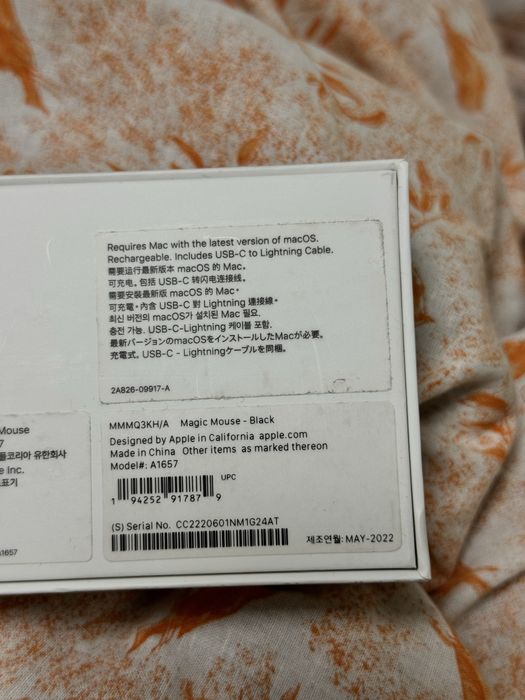 Requires Mac with the latest version of macOS.
Rechargeable. Includes USB-C to Lightning Cable.
需要运行最新版本 macOS 的 Mac。
可充电。包括 USB-C 转闪电连接线。
需要安裝最新版 macOS 的 Mac。
可充電。內含 USB-C 對 Lightning 連接線。
최신 버전의 macOS가 설치된 Mac 필요.
충전 가능. USB-C-Lightning 케이블 포함.
最新バージョンのmacOSをインストールしたMacが必要。
充電式。USB-C - Lightningケーブルを同梱。
2A826-09917-A
Mouse
플코리아 유한회사
e inc.
표기
1657
MMMQ3KH/A Magic Mouse - Black
Designed by Apple in California apple.com
Made in China Other items as marked thereon
Model#: A1657
UPC
1 94252 91787 9
(S) Serial No. CC2220601NM1G24AT
제조연월: MAY-2022